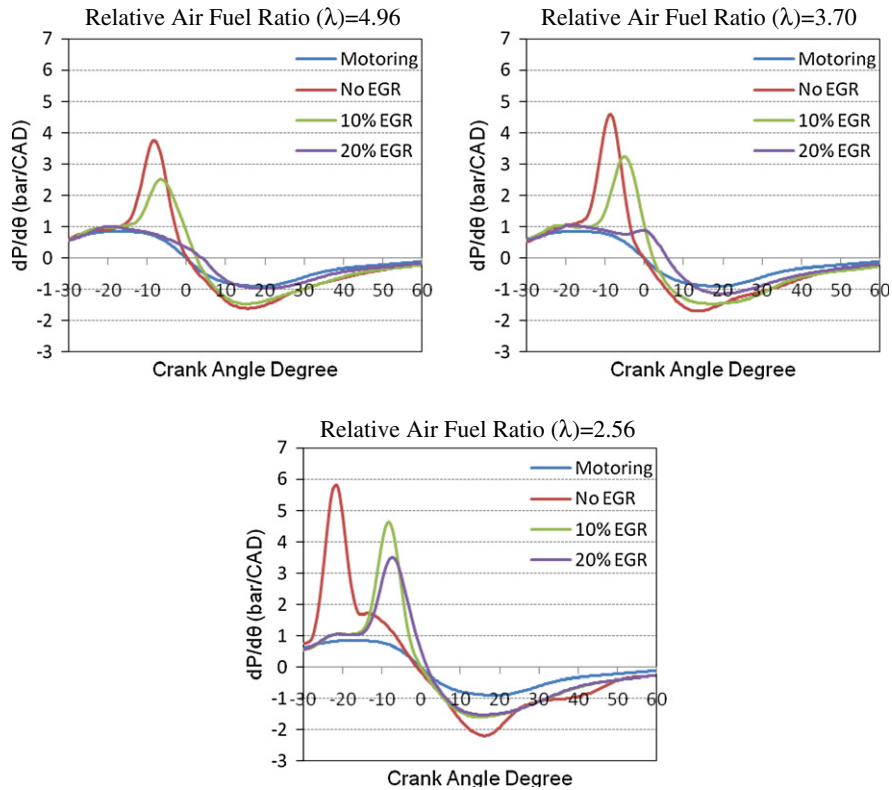 Relative Air Fuel Ratio (λ)=4.96
7
6
5
4
3
2
1
0
-1
-2
-3
dP/dθ (bar/CAD)
Motoring
No EGR
10% EGR
20% EGR
-30 -20 -10 0 10 20 30 40 50 60
Crank Angle Degree
Relative Air Fuel Ratio (λ)=3.70
7
6
5
4
3
2
1
0
-1
-2
-3
dP/dθ (bar/CAD)
Motoring
No EGR
10% EGR
20% EGR
-30 -20 -10 0 10 20 30 40 50 60
Crank Angle Degree
Relative Air Fuel Ratio (λ)=2.56
7
6
5
4
3
2
1
0
-1
-2
-3
dP/dθ (bar/CAD)
Motoring
No EGR
10% EGR
20% EGR
-30 -20 -10 0 10 20 30 40 50 60
Crank Angle Degree